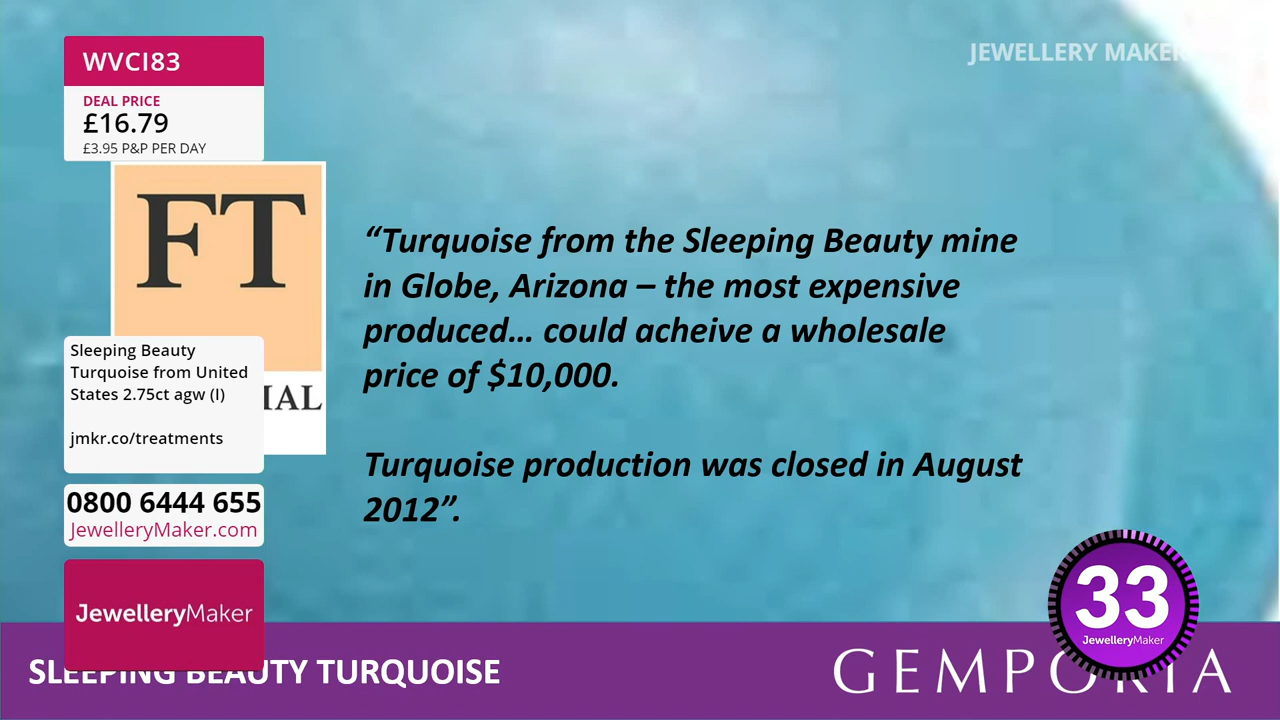 WVCI83
DEAL PRICE
£16.79
£3.95 P&P PER DAY
JEWELLERY MAKER
FT
IAL
“Turquoise from the Sleeping Beauty mine
in Globe, Arizona – the most expensive
produced… could acheive a wholesale
price of $10,000.
Turquoise production was closed in August
2012”.
Sleeping Beauty
Turquoise from United
States 2.75ct agw (I)
jmkr.co/treatments
0800 6444 655
JewelleryMaker.com
JewelleryMaker
33
JewelleryMaker
SLEEPING BEAUTY TURQUOISE
GEMPORIA